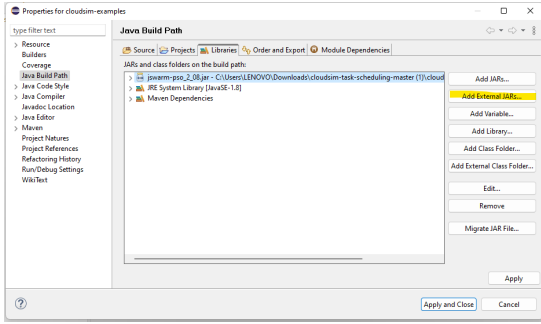 Properties for cloudsim-examples
type filter text
Java Build Path
Resource
Builders
Coverage
Java Build Path
Java Code Style
Java Compiler
Javadoc Location
Java Editor
Maven
Project Natures
Project References
Refactoring History
Run/Debug Settings
WikiText
Source Projects Libraries Order and Export Module Dependencies
JARs and class folders on the build path:
jswarm-pso_2_08.jar - C:\Users\LENOVO\Downloads\cloudsim-task-scheduling-master (1)\cloud
JRE System Library [JavaSE-1.8]
Maven Dependencies
Add JARs...
Add External JARs...
Add Variable...
Add Library...
Add Class Folder...
Add External Class Folder...
Edit...
Remove
Migrate JAR File...
Apply
Apply and Close Cancel